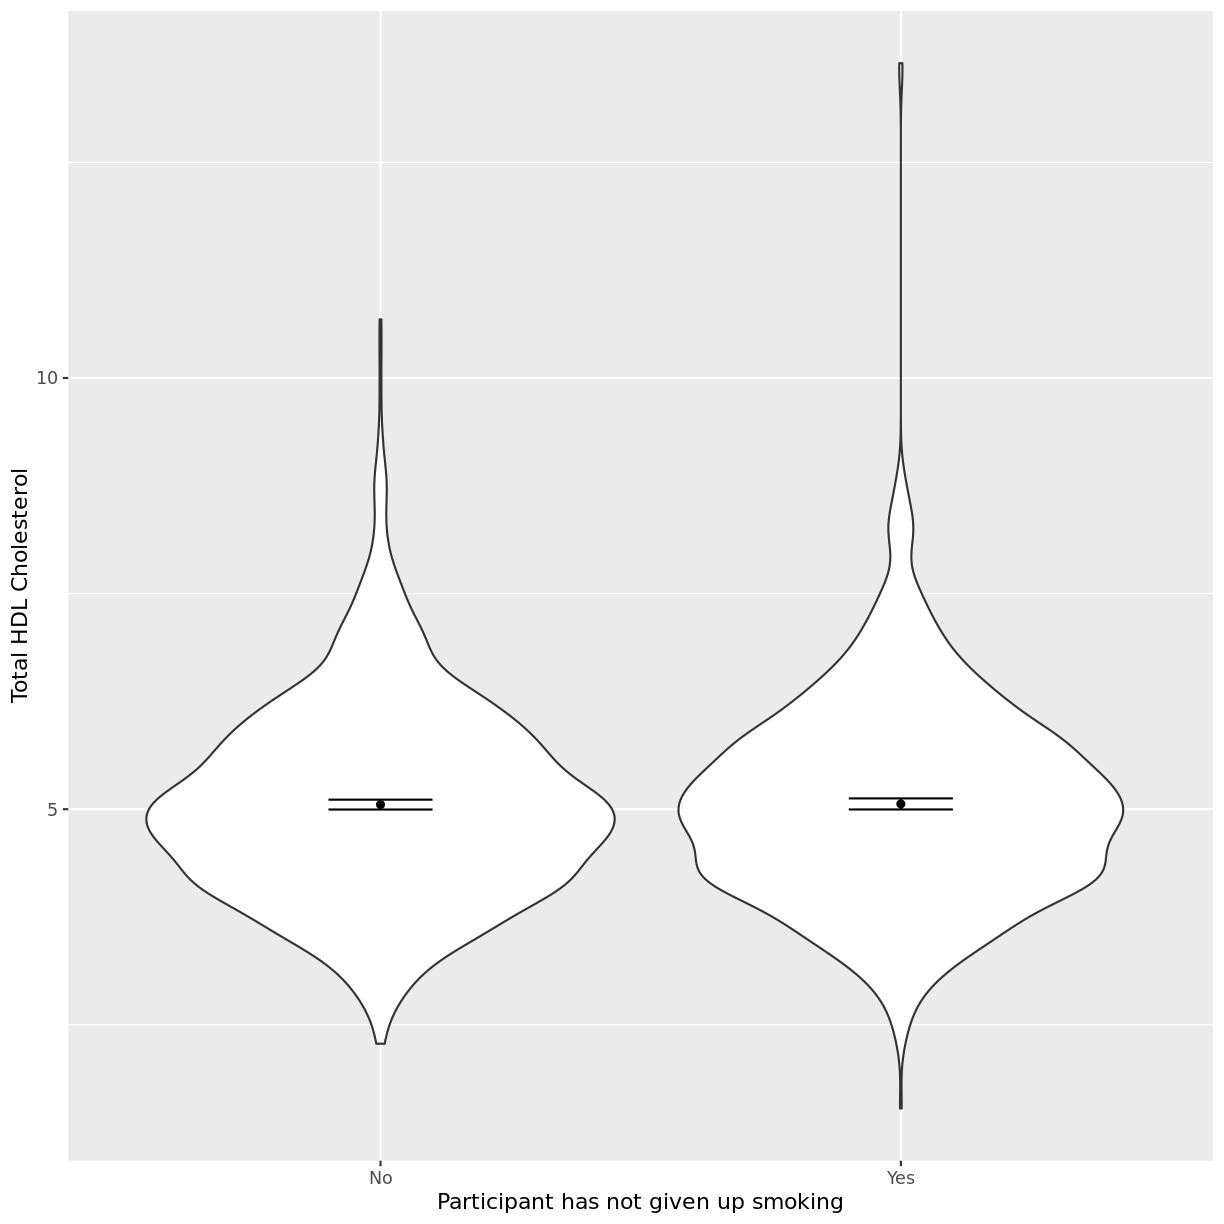 Total HDL Cholesterol
10
5
No
Yes
Participant has not given up smoking